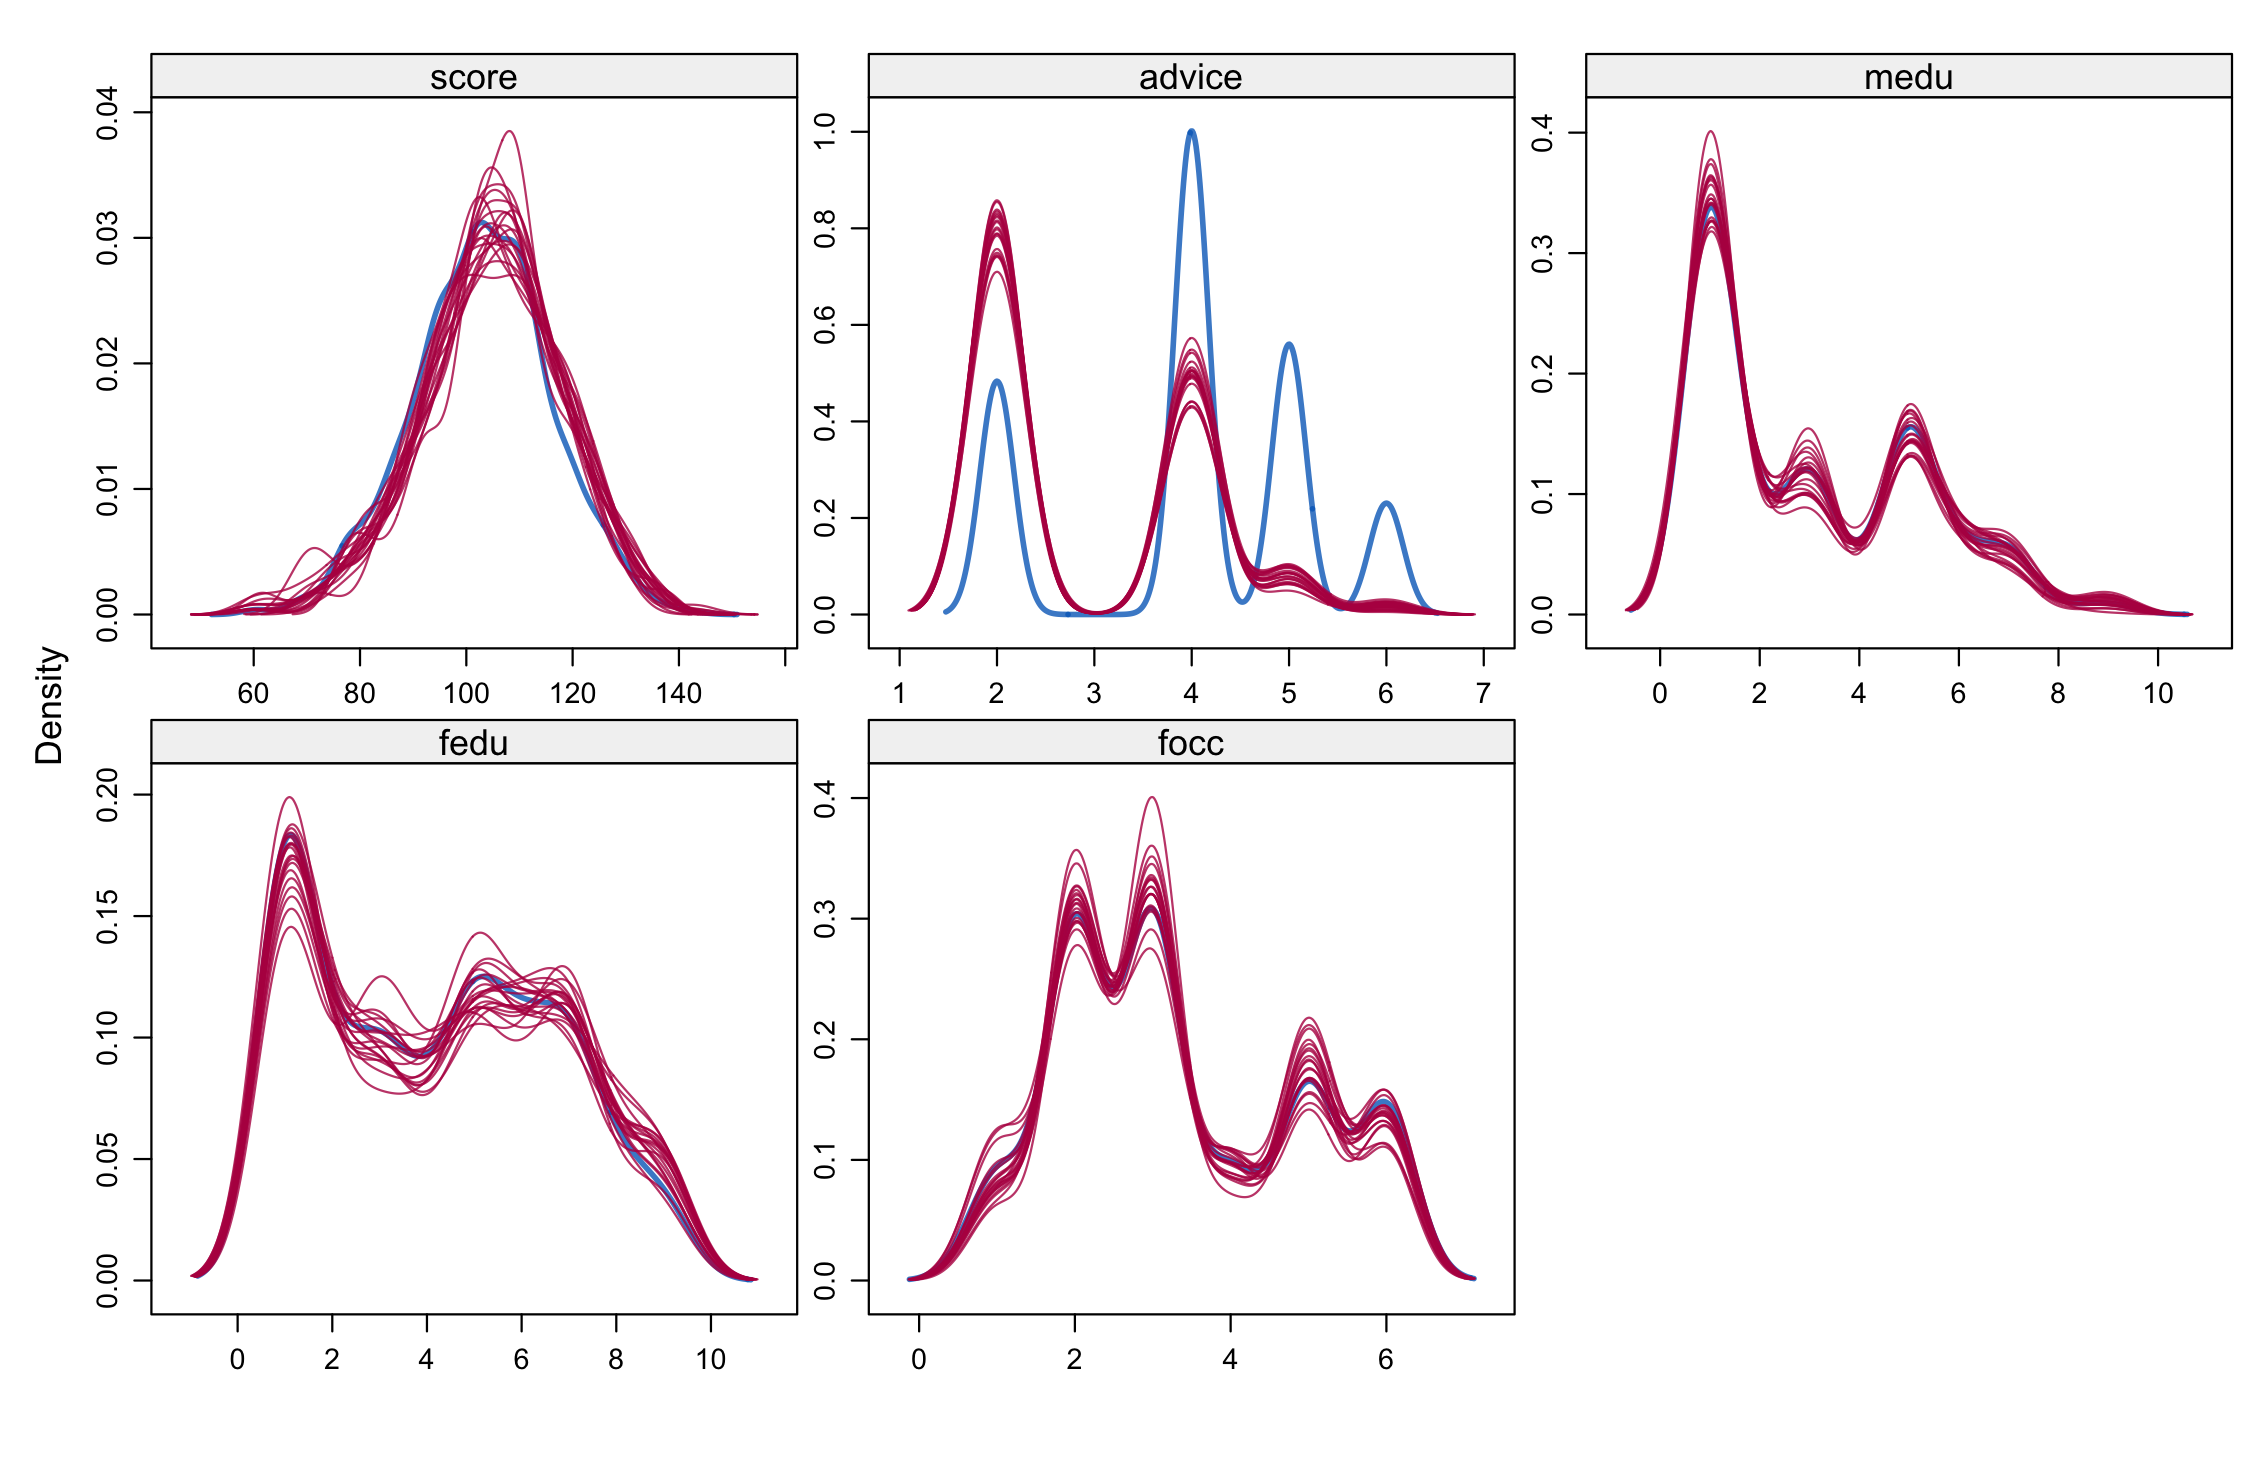 score
advice
medu
0.00 0.01 0.02 0.03 0.04
0.0 0.2 0.4 0.6 0.8 1.0
0.0 0.1 0.2 0.3 0.4
60 80 100 120 140
1 2 3 4 5 6 7
0 2 4 6 8 10
Density
fedu
focc
0.00 0.05 0.10 0.15 0.20
0.0 0.1 0.2 0.3 0.4
0 2 4 6 8 10
0 2 4 6